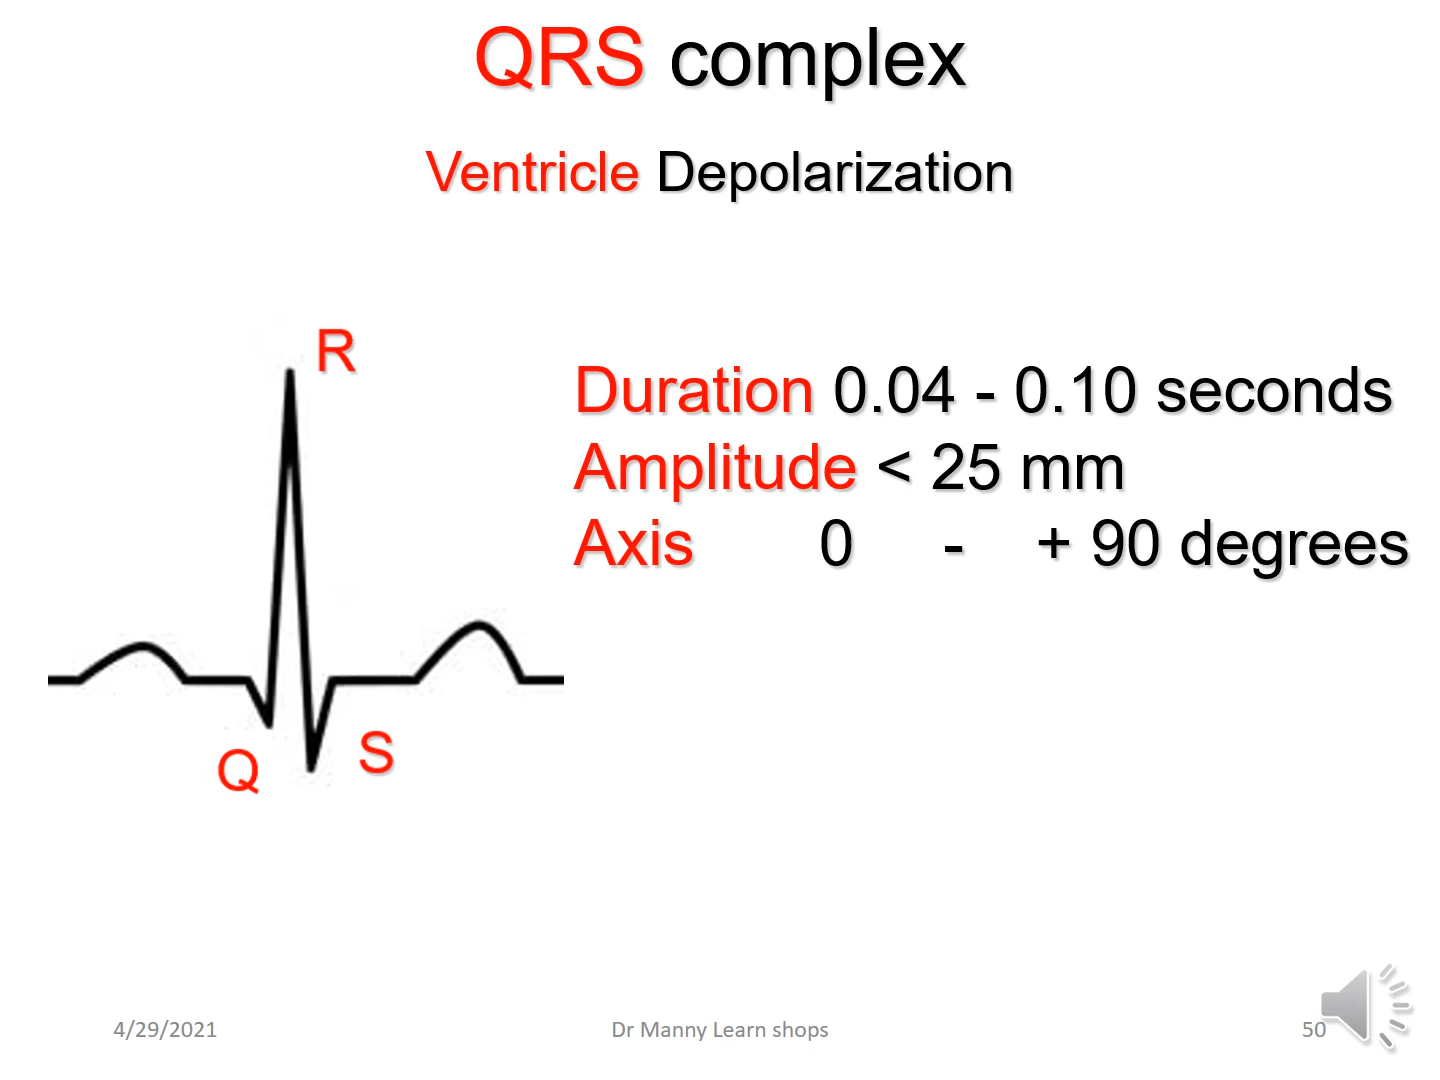 QRS complex
Ventricle Depolarization
R
Duration 0.04 - 0.10 seconds
Amplitude < 25 mm
Axis 0 - + 90 degrees
Q
S
4/29/2021
Dr Manny Learn shops
50